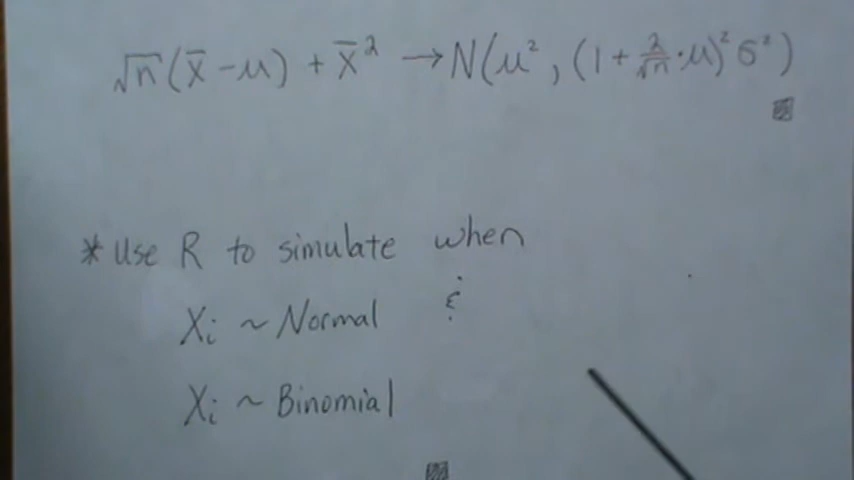 √n(X̄ -μ) + X̄² → N(μ², (1 + 2/√n · μ)² σ²)
* Use R to simulate when
Xᵢ ~ Normal &
Xᵢ ~ Binomial